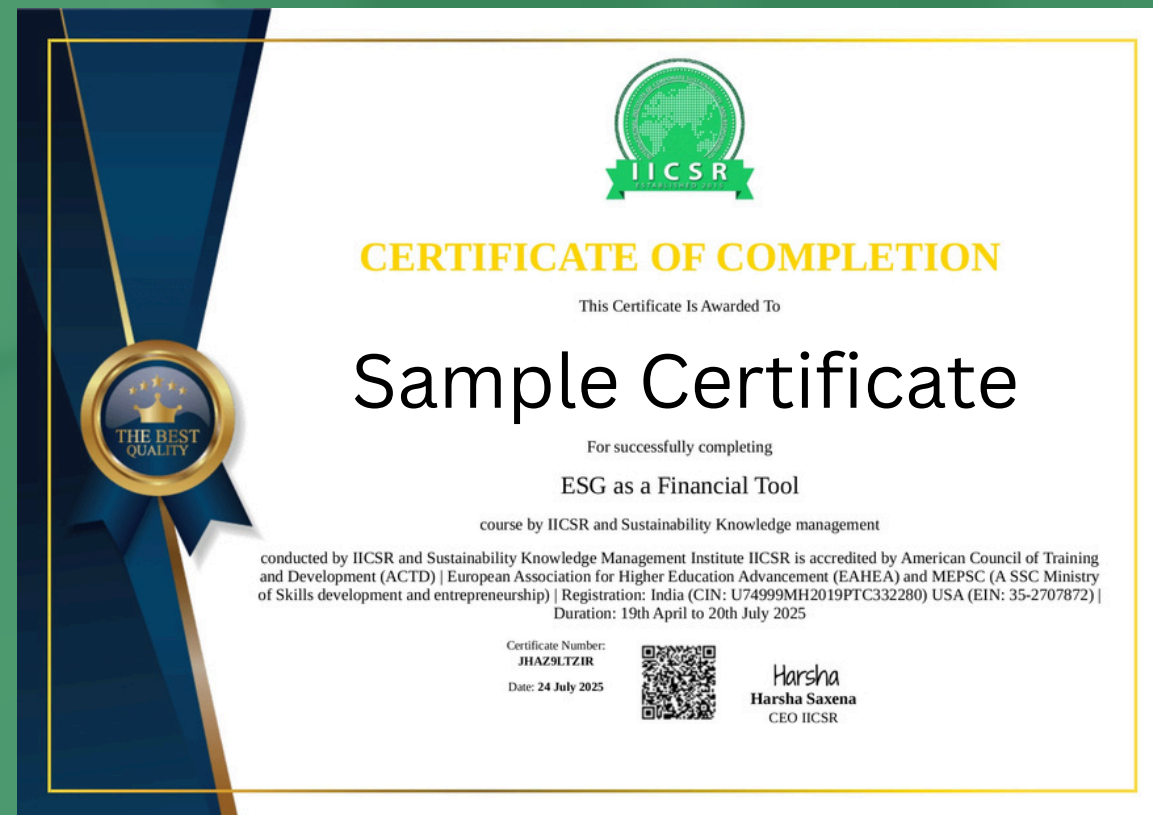 IICSR
CERTIFICATE OF COMPLETION
This Certificate Is Awarded To
Sample Certificate
THE BEST
QUALITY
For successfully completing
ESG as a Financial Tool
course by IICSR and Sustainability Knowledge management
conducted by IICSR and Sustainability Knowledge Management Institute IICSR is accredited by American Council of Training
and Development (ACTD) | European Association for Higher Education Advancement (EAHEA) and MEPSC (A SSC Ministry
of Skills development and entrepreneurship) | Registration: India (CIN: U74999MH2019PTC332280) USA (EIN: 35-2707872) |
Duration: 19th April to 20th July 2025
Certificate Number:
JHAZ9LTZIR
Date: 24 July 2025
Harsha
Harsha Saxena
CEO IICSR